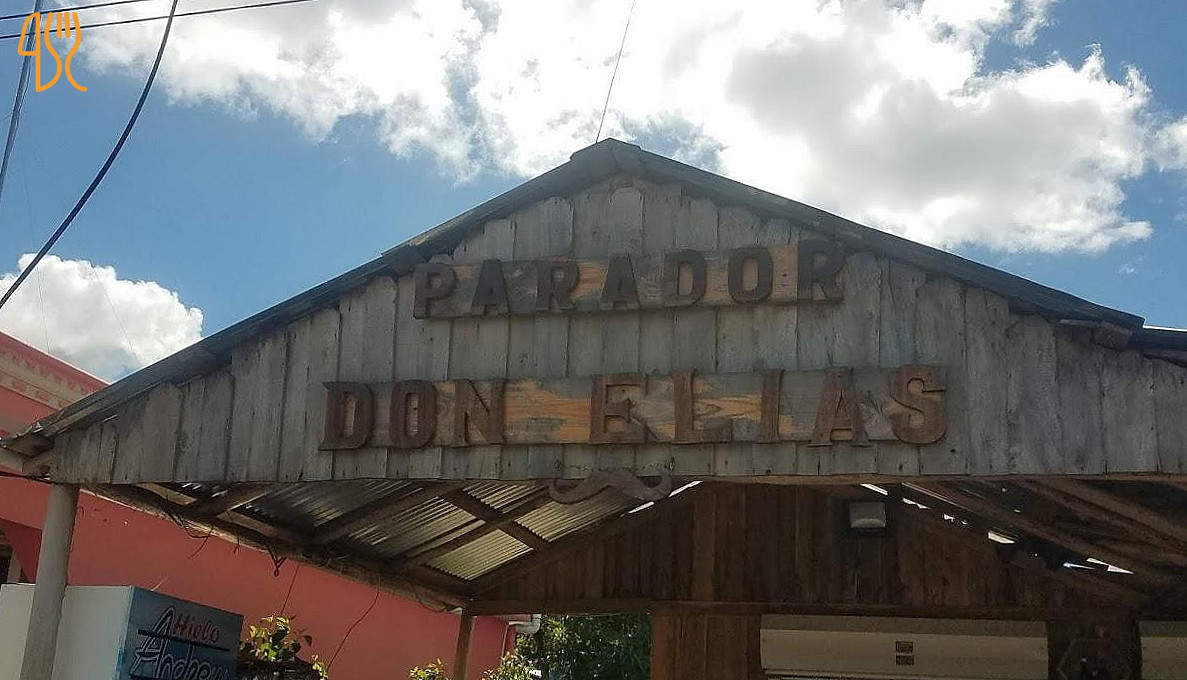 PARADOR
DON ELIAS
Hielo